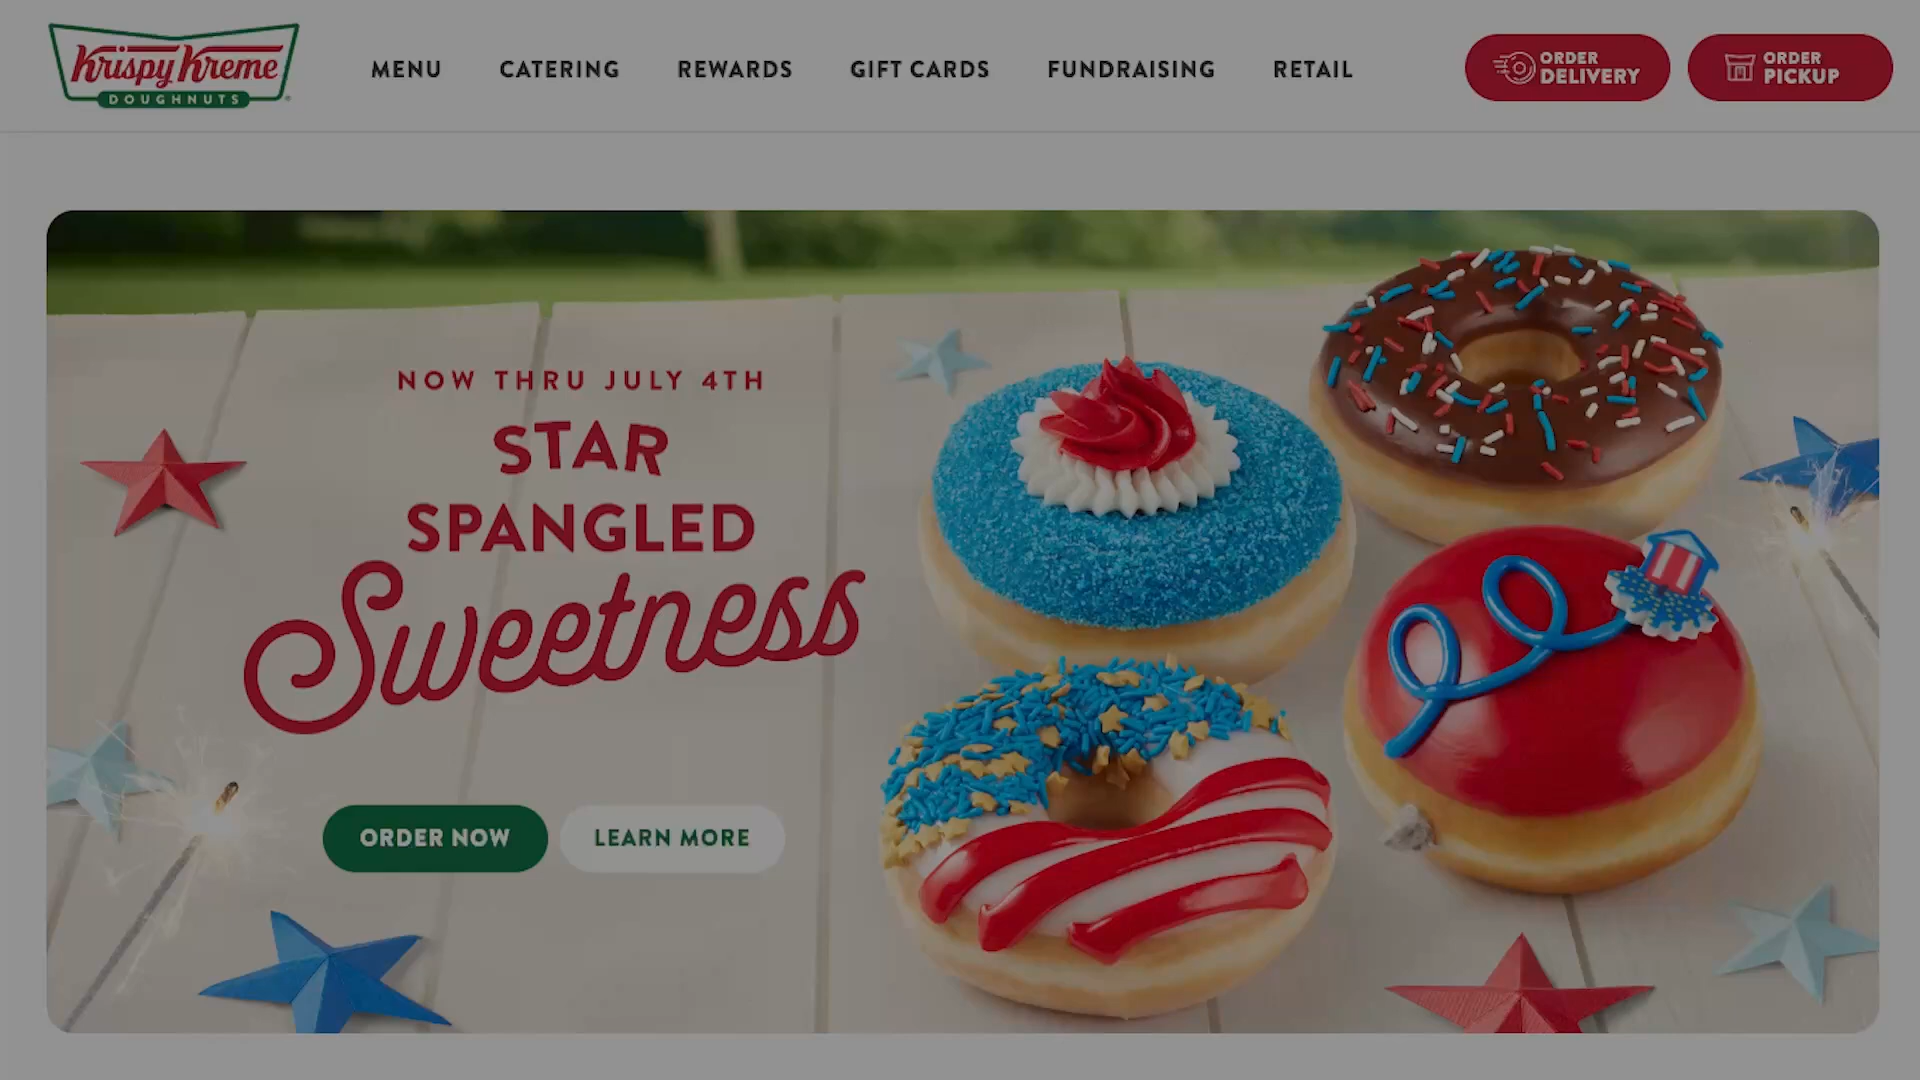 Krispy Kreme
DOUGHNUTS
MENU
CATERING
REWARDS
GIFT CARDS
FUNDRAISING
RETAIL
ORDER
DELIVERY
ORDER
PICKUP
NOW THRU JULY 4TH
STAR
SPANGLED
Sweetness
ORDER NOW
LEARN MORE